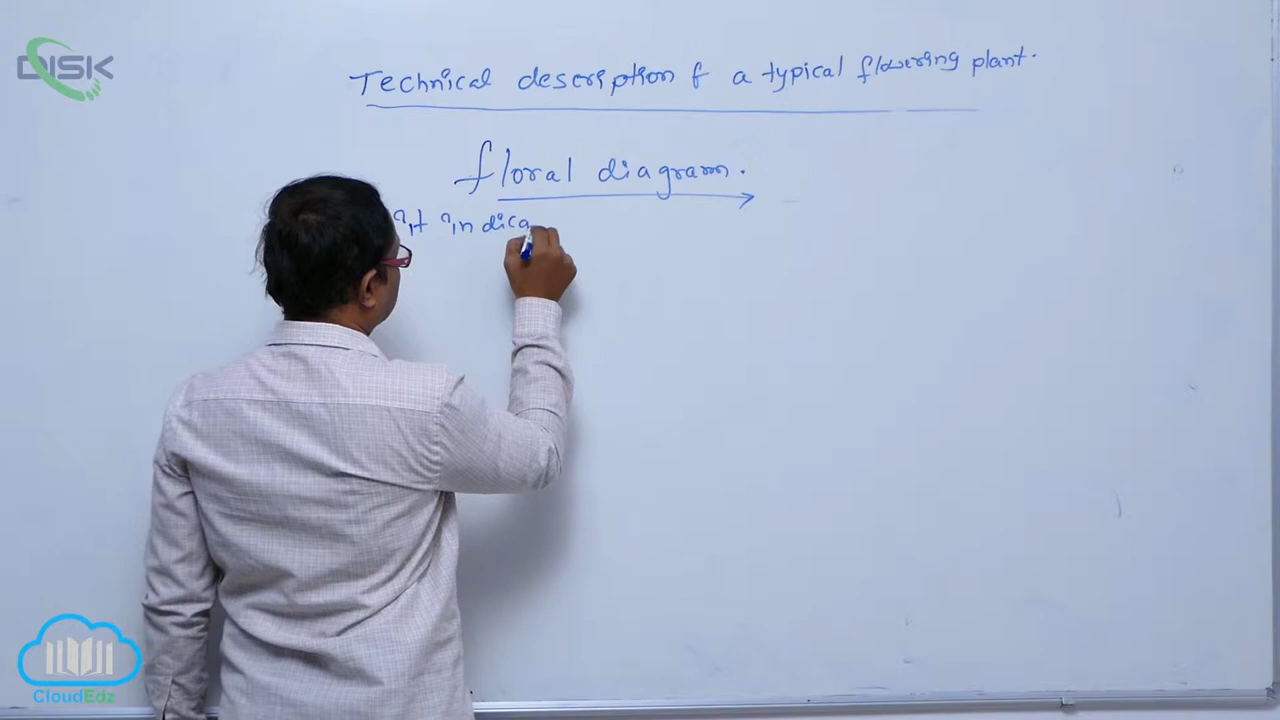 DISK
Technical description of a typical flowering plant.
floral diagram.
it indica
CloudEdz